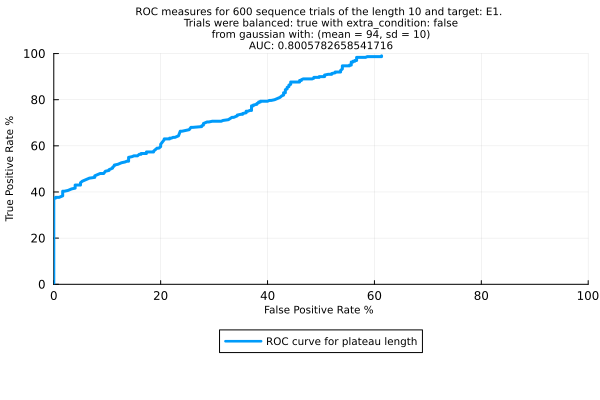 ROC measures for 600 sequence trials of the length 10 and target: E1.
Trials were balanced: true with extra_condition: false
from gaussian with: (mean = 94, sd = 10)
AUC: 0.8005782658541716
100
80
60
40
20
0
True Positive Rate %
0 20 40 60 80 100
False Positive Rate %
ROC curve for plateau length